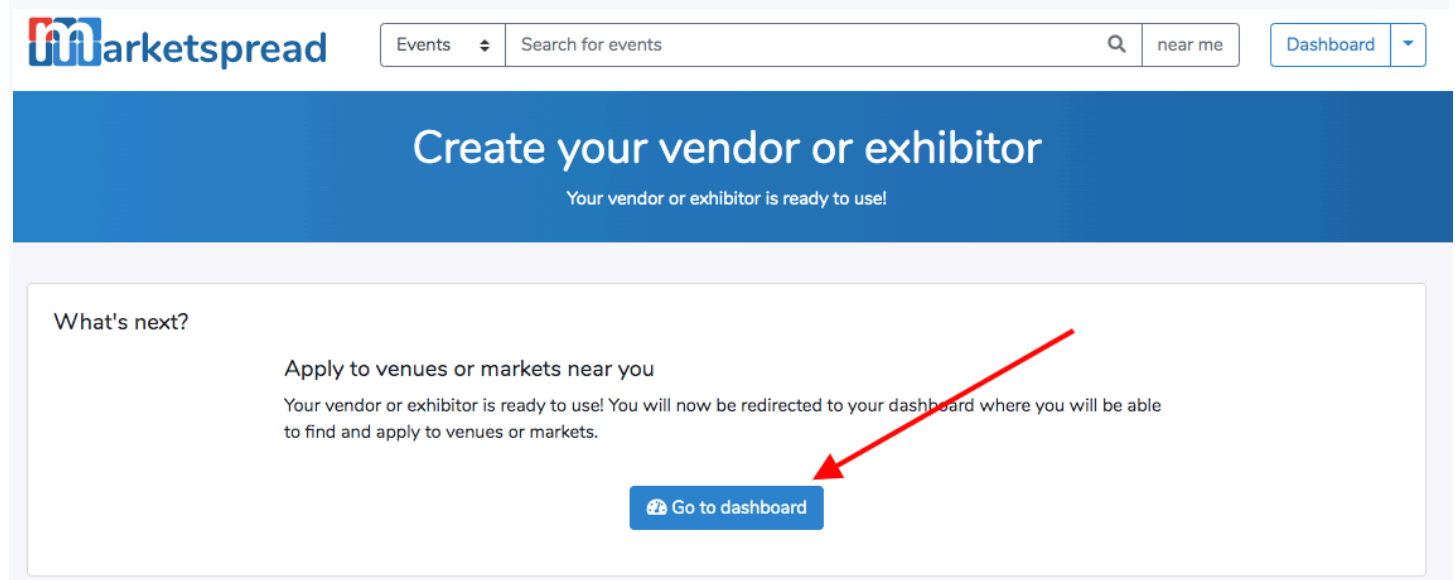 marketspread
Events
Search for events
near me
Dashboard
Create your vendor or exhibitor
Your vendor or exhibitor is ready to use!
What's next?
Apply to venues or markets near you
Your vendor or exhibitor is ready to use! You will now be redirected to your dashboard where you will be able
to find and apply to venues or markets.
Go to dashboard